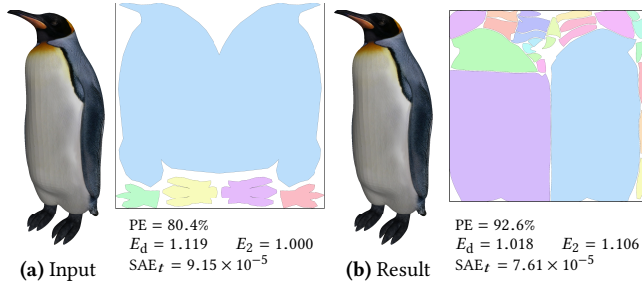 PE = 80.4%
E_d = 1.119 E_2 = 1.000
SAE_t = 9.15 × 10^−5
(a) Input
PE = 92.6%
E_d = 1.018 E_2 = 1.106
SAE_t = 7.61 × 10^−5
(b) Result